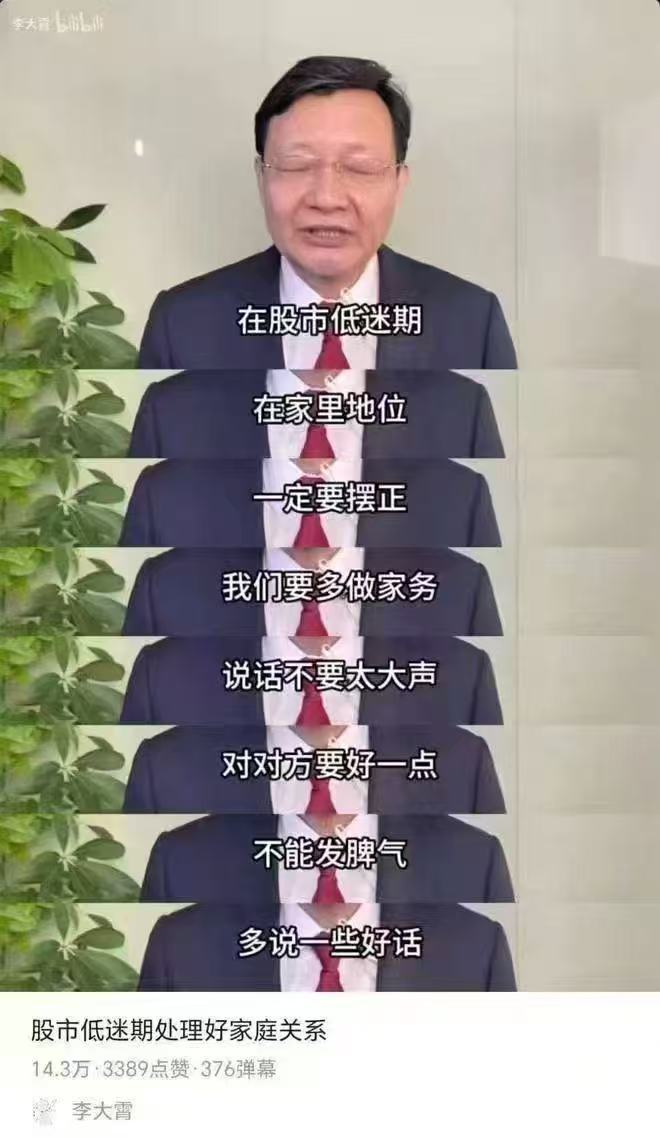 李大霄 bilibili
在股市低迷期
在家里地位
一定要摆正
我们要多做家务
说话不要太大声
对对方要好一点
不能发脾气
多说一些好话
股市低迷期处理好家庭关系
14.3万·3389点赞·376弹幕
李大霄